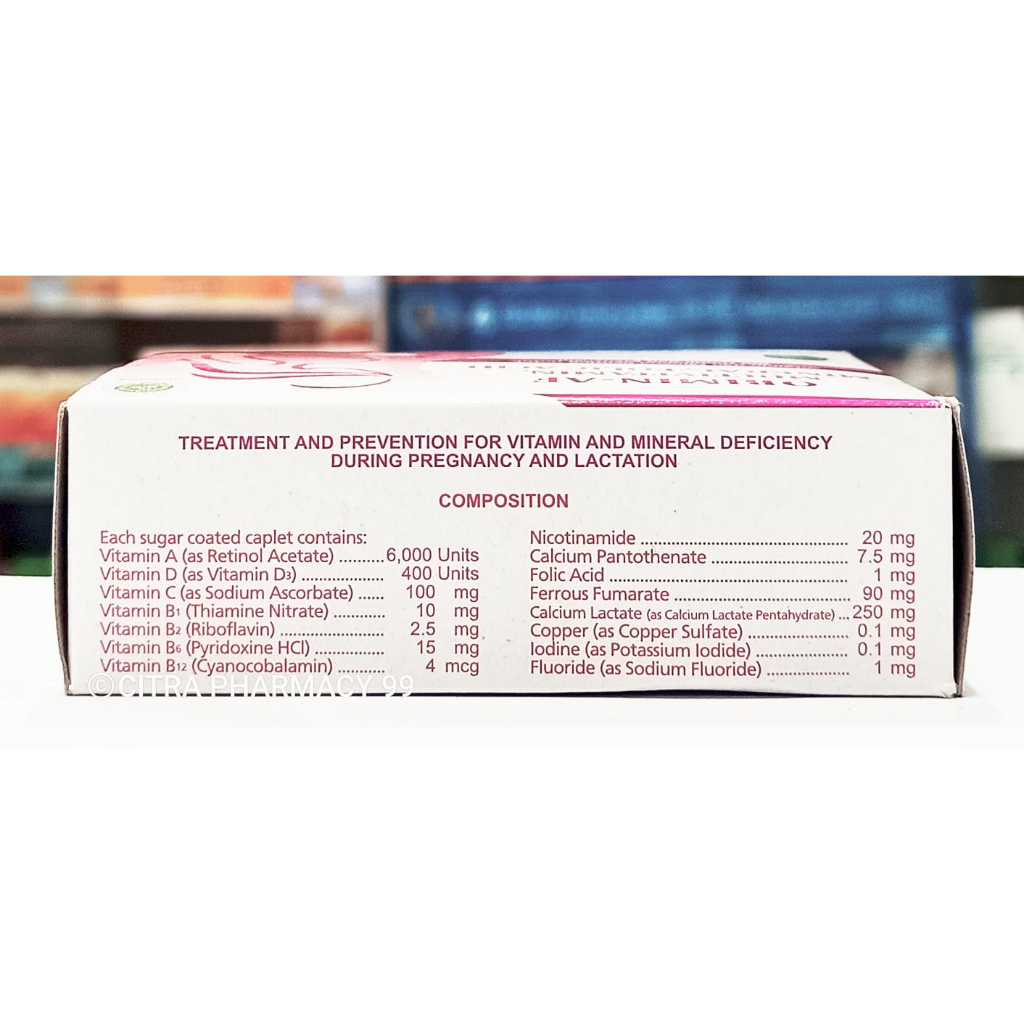 OBIMIN-AF
TREATMENT AND PREVENTION FOR VITAMIN AND MINERAL DEFICIENCY
DURING PREGNANCY AND LACTATION
COMPOSITION
Each sugar coated caplet contains:
Vitamin A (as Retinol Acetate) ..........6,000 Units
Vitamin D (as Vitamin D3) ................... 400 Units
Vitamin C (as Sodium Ascorbate) ...... 100 mg
Vitamin B1 (Thiamine Nitrate) ............. 10 mg
Vitamin B2 (Riboflavin) ........................ 2.5 mg
Vitamin B6 (Pyridoxine HCl) ................ 15 mg
Vitamin B12 (Cyanocobalamin) ........... 4 mcg
Nicotinamide ................................................ 20 mg
Calcium Pantothenate ................................. 7.5 mg
Folic Acid ...................................................... 1 mg
Ferrous Fumarate ........................................ 90 mg
Calcium Lactate (as Calcium Lactate Pentahydrate) ... 250 mg
Copper (as Copper Sulfate) ........................ 0.1 mg
Iodine (as Potassium Iodide) ...................... 0.1 mg
Fluoride (as Sodium Fluoride) .................... 1 mg
© CITRA PHARMACY 99